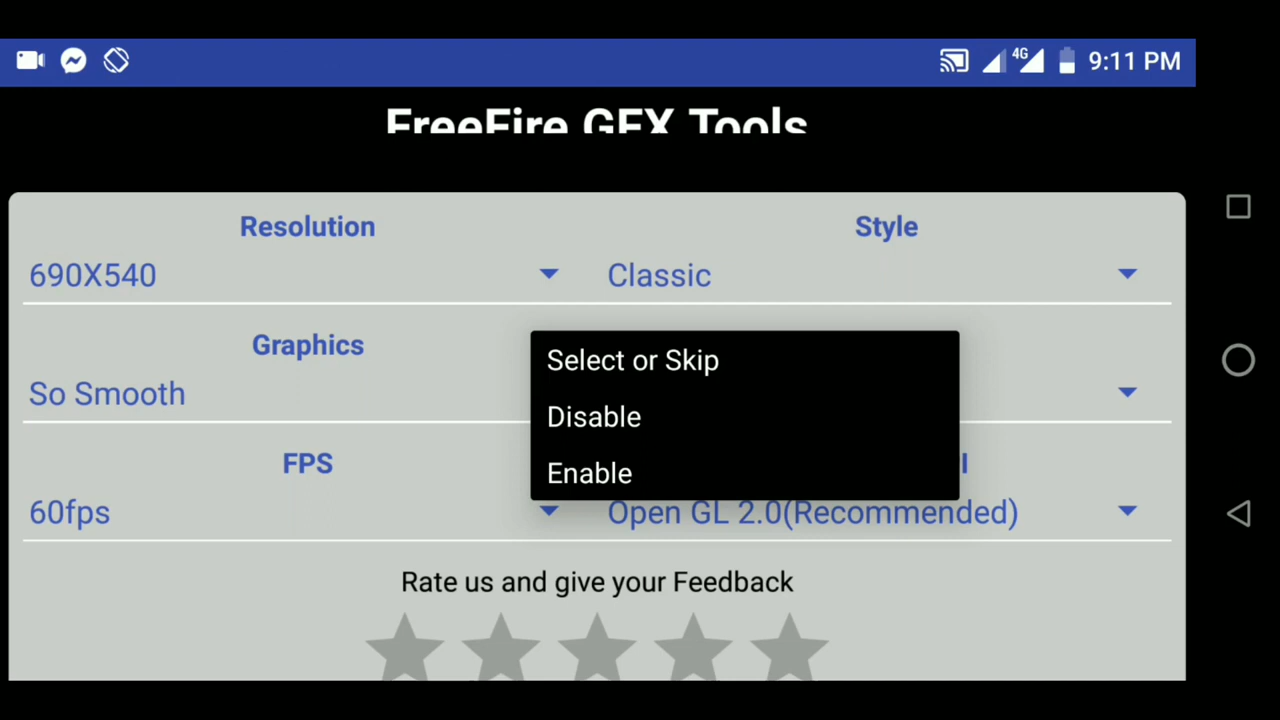 4G 9:11 PM
FreeFire GFX Tools
Resolution Style
690X540 Classic
Graphics
So Smooth
Select or Skip
Disable
Enable
FPS
60fps Open GL 2.0(Recommended)
Rate us and give your Feedback